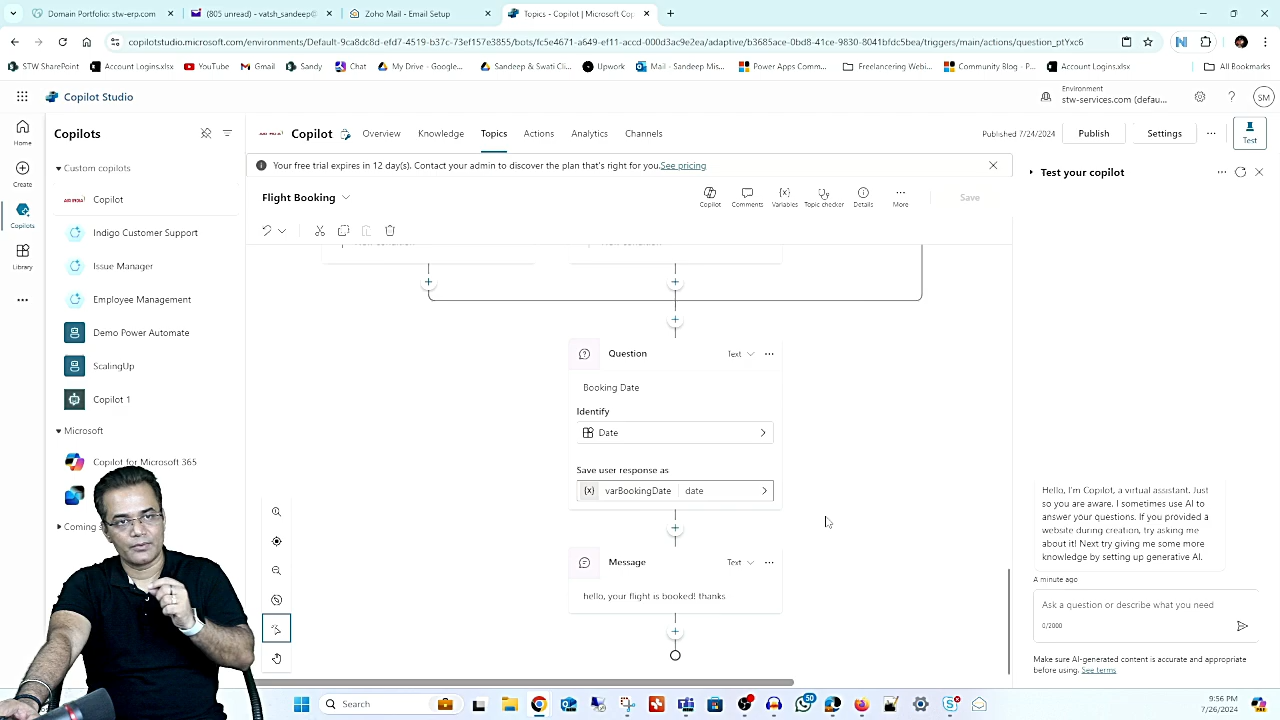 Domain Portfolio: stw-erp.com
(805 unread) - vatsh_sandeep@
Zoho Mail - Email Setup
Topics - Copilot | Microsoft Cop
copilotstudio.microsoft.com/environments/Default-9ca8dc8d-efd7-4519-b37c-73ef157e3855/bots/fc5e4671-a649-ef11-accd-000d3ac9e2ea/adaptive/b3685ace-0bd8-41ce-9830-8041bfdc5bea/triggers/main/actions/question_ptYxc6
STW SharePoint
Account Logins.xlsx
YouTube
Gmail
Sandy
Chat
My Drive - Google...
Sandeep & Swati Cli...
Upwork
Mail - Sandeep Mis...
Power Apps Comm...
Freelancing Webi...
Community Blog - P...
Account Logins.xlsx
All Bookmarks
Copilot Studio
Environment
stw-services.com (defau...
SM
Home
Create
Copilots
Library
Copilots
Custom copilots
Copilot
Indigo Customer Support
Issue Manager
Employee Management
Demo Power Automate
ScalingUp
Copilot 1
Microsoft
Copilot for Microsoft 365
Coming
Copilot
Overview
Knowledge
Topics
Actions
Analytics
Channels
Published 7/24/2024
Publish
Settings
Test
Your free trial expires in 12 day(s). Contact your admin to discover the plan that's right for you. See pricing
Flight Booking
Copilot
Comments
Variables
Topic checker
Details
More
Save
Question
Text
Booking Date
Identify
Date
Save user response as
{x} varBookingDate date
Message
Text
hello, your flight is booked! thanks
Test your copilot
Hello, I'm Copilot, a virtual assistant. Just
so you are aware, I sometimes use AI to
answer your questions. If you provided a
website during creation, try asking me
about it! Next try giving me some more
knowledge by setting up generative AI.
A minute ago
Ask a question or describe what you need
0/2000
Make sure AI-generated content is accurate and appropriate
before using. See terms
Search
50
9:56 PM
7/26/2024